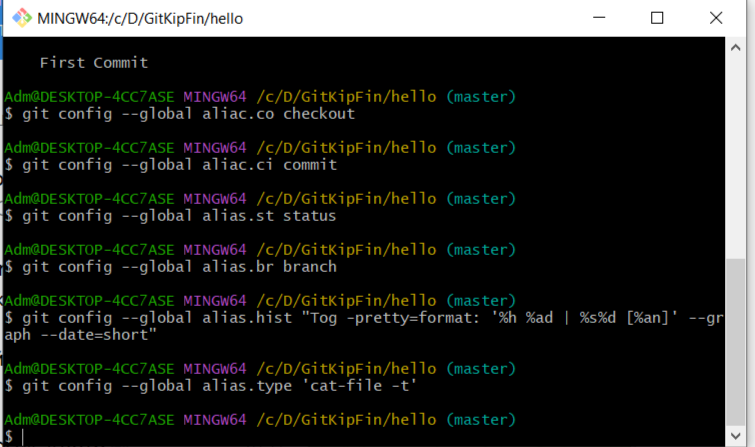 MINGW64:/c/D/GitKipFin/hello
First Commit
Adm@DESKTOP-4CC7ASE MINGW64 /c/D/GitKipFin/hello (master)
$ git config --global aliac.co checkout
Adm@DESKTOP-4CC7ASE MINGW64 /c/D/GitKipFin/hello (master)
$ git config --global aliac.ci commit
Adm@DESKTOP-4CC7ASE MINGW64 /c/D/GitKipFin/hello (master)
$ git config --global alias.st status
Adm@DESKTOP-4CC7ASE MINGW64 /c/D/GitKipFin/hello (master)
$ git config --global alias.br branch
Adm@DESKTOP-4CC7ASE MINGW64 /c/D/GitKipFin/hello (master)
$ git config --global alias.hist "Tog -pretty=format: '%h %ad | %s%d [%an]' --gr
aph --date=short"
Adm@DESKTOP-4CC7ASE MINGW64 /c/D/GitKipFin/hello (master)
$ git config --global alias.type 'cat-file -t'
Adm@DESKTOP-4CC7ASE MINGW64 /c/D/GitKipFin/hello (master)
$